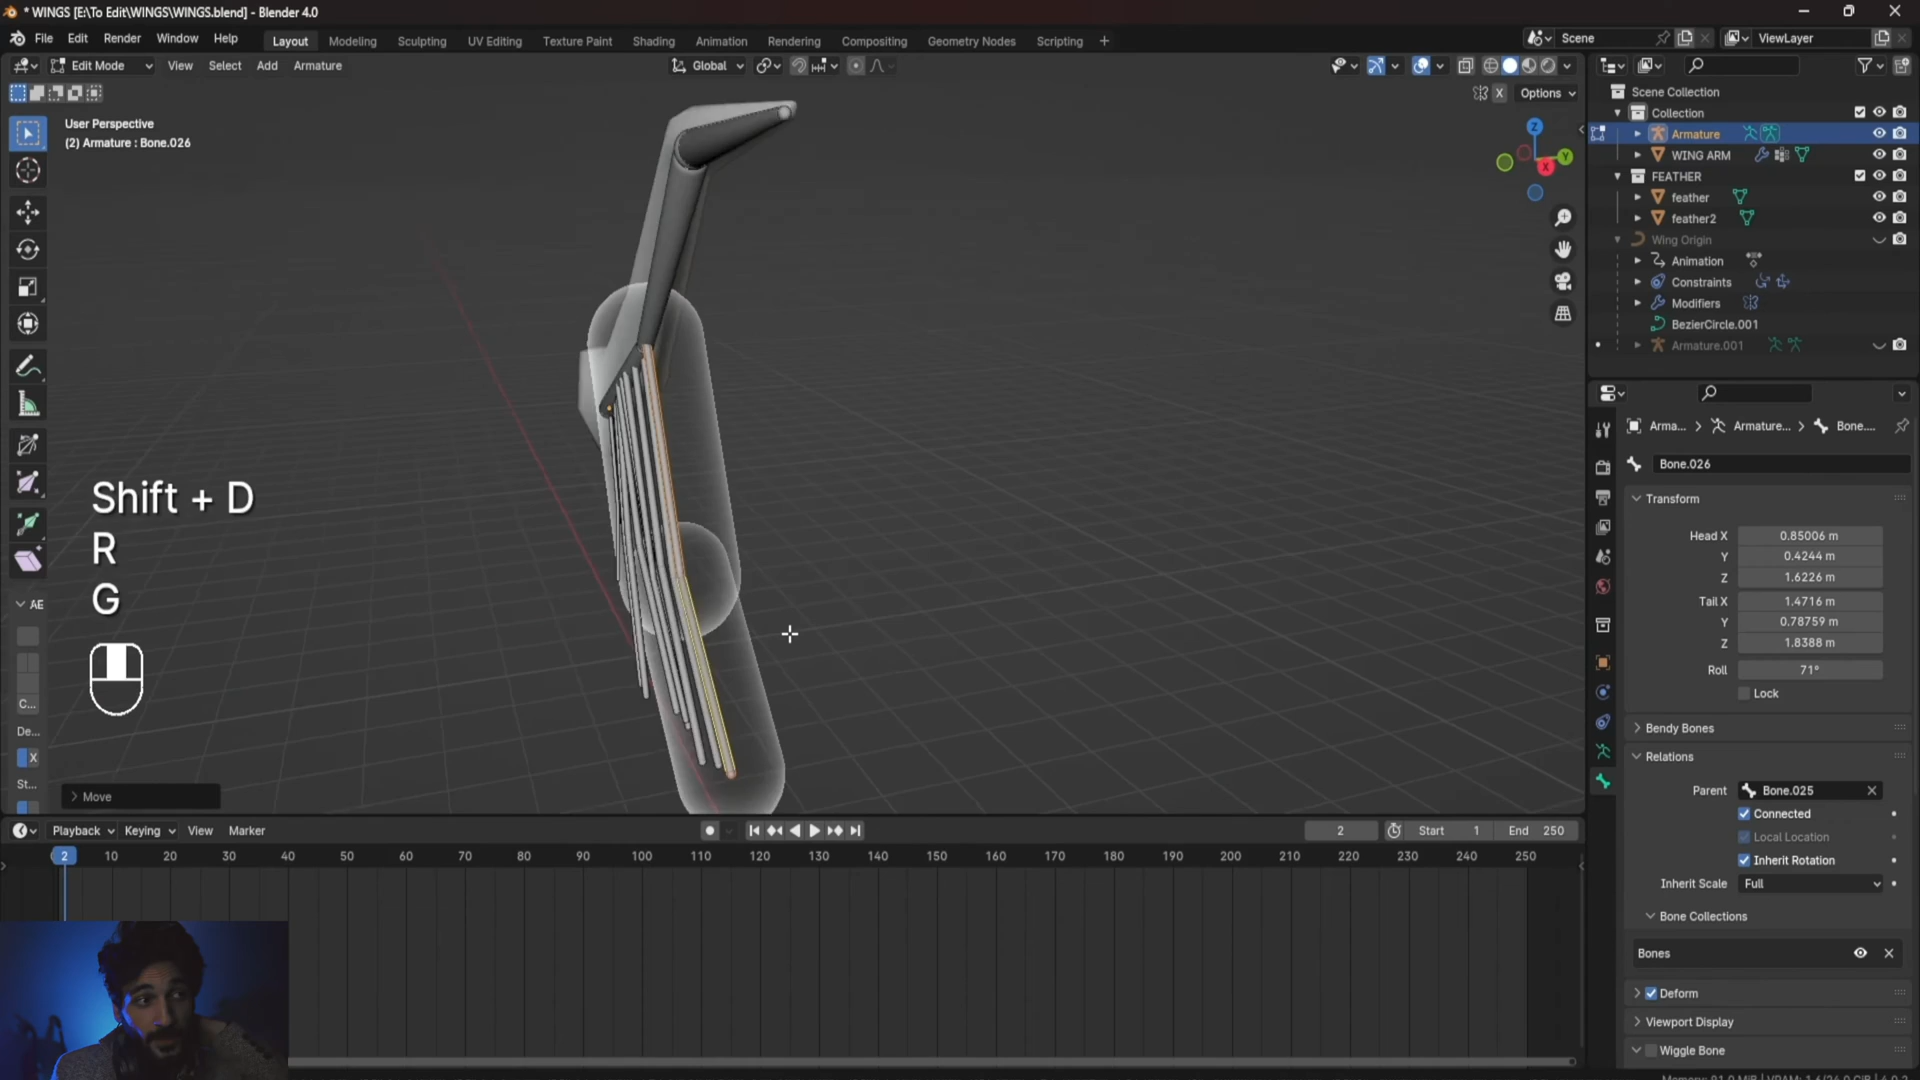 * WINGS [E:\To Edit\WINGS\WINGS.blend] - Blender 4.0
File Edit Render Window Help
Layout Modeling Sculpting UV Editing Texture Paint Shading Animation Rendering Compositing Geometry Nodes Scripting +
Scene
ViewLayer
Edit Mode View Select Add Armature
Global
X
Options
User Perspective
(2) Armature : Bone.026
Z
Y
X
Scene Collection
Collection
Armature
WING ARM
FEATHER
feather
feather2
Wing Origin
Animation
Constraints
Modifiers
BezierCircle.001
Armature.001
Arma... > Armature... > Bone....
Bone.026
Transform
Head X 0.85006 m
Y 0.4244 m
Z 1.6226 m
Tail X 1.4716 m
Y 0.78759 m
Z 1.8388 m
Roll 71°
Lock
Bendy Bones
Relations
Parent Bone.025
Connected
Local Location
Inherit Rotation
Inherit Scale Full
Bone Collections
Bones
Deform
Viewport Display
Wiggle Bone
Shift + D
R
G
AE
C...
De...
X
St...
Move
Playback Keying View Marker
2
Start 1
End 250
2 10 20 30 40 50 60 70 80 90 100 110 120 130 140 150 160 170 180 190 200 210 220 230 240 250